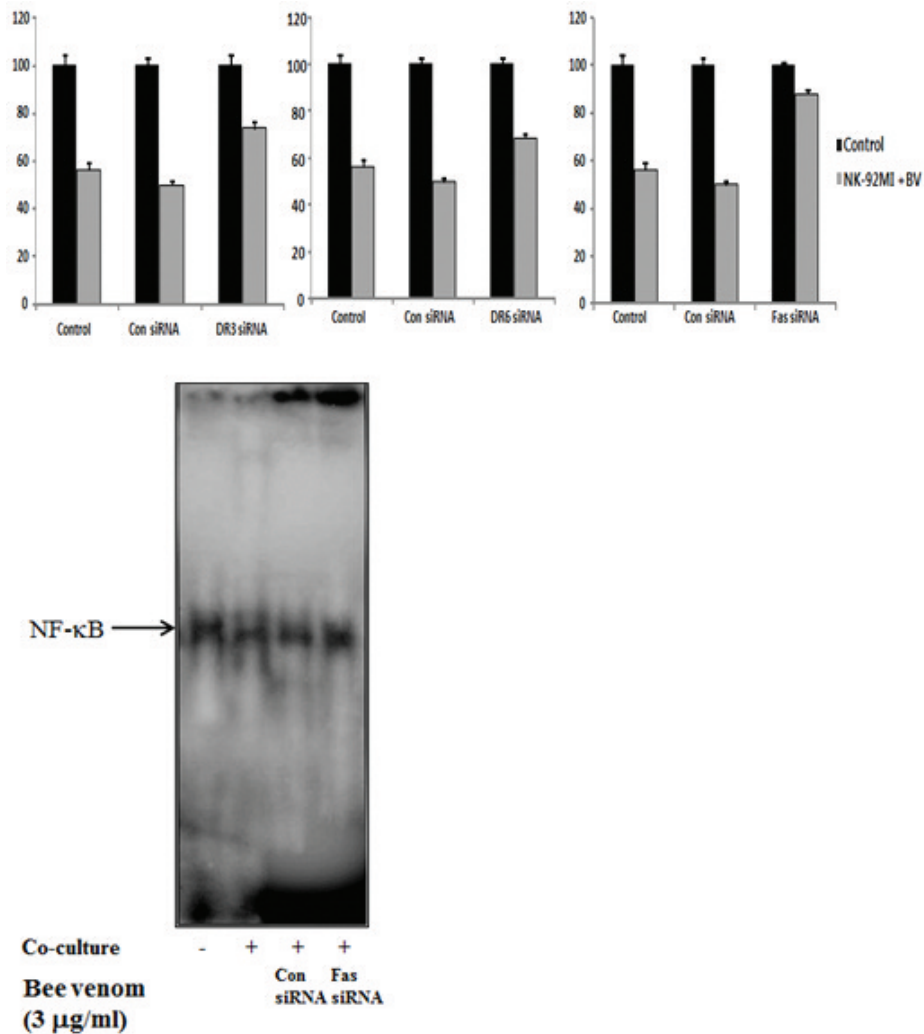 120
100
80
60
40
20
0
Control
Con siRNA
DR3 siRNA
120
100
80
60
40
20
0
Control
Con siRNA
DR6 siRNA
120
100
80
60
40
20
0
Control
Con siRNA
Fas siRNA
Control
NK-92MI +BV
NF-κB
Co-culture - + + +
Con Fas
siRNA siRNA
Bee venom
(3 μg/ml)